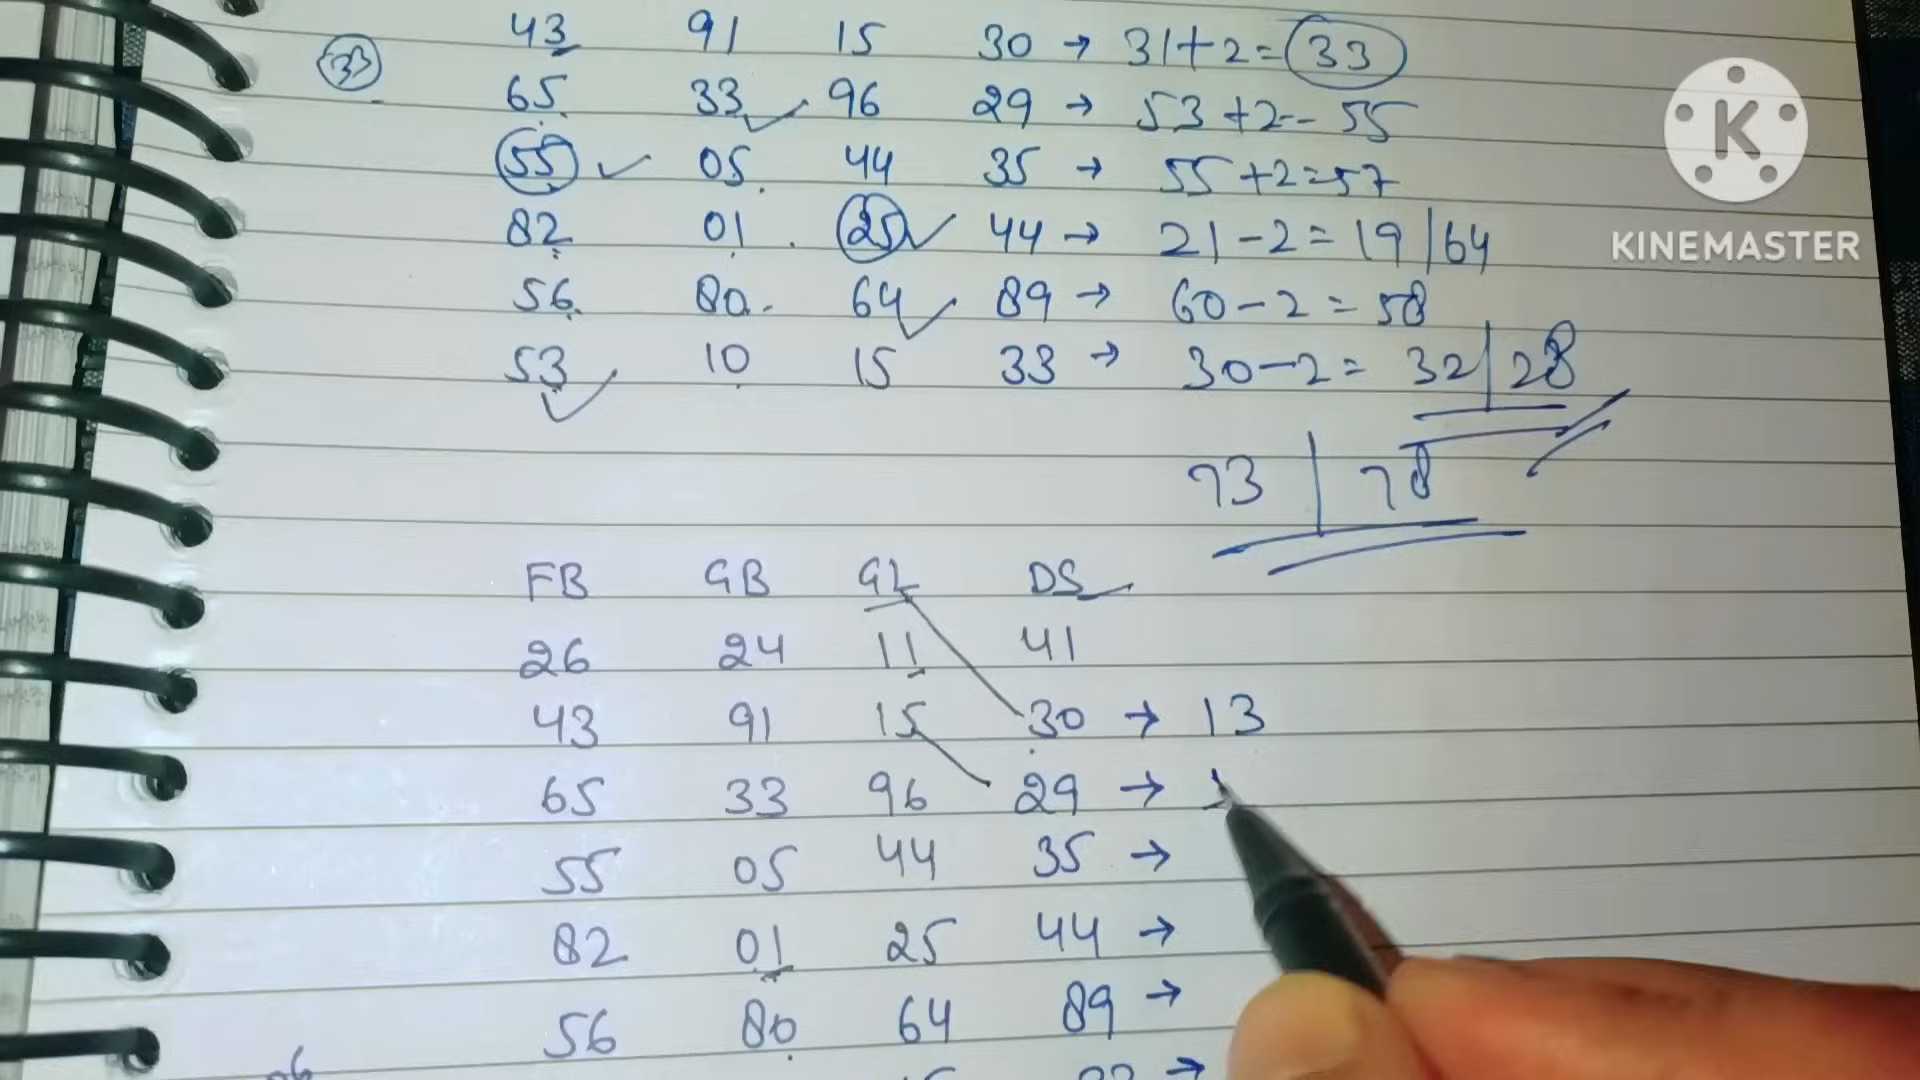 43 91 15 30 → 31+2=33
33
65 33 96 29 → 53+2-- 55
55 05 44 35 → 55+2=57
82 01 25 44 → 21-2=19/64
56 80 64 89 → 60-2=58
53 10 15 33 → 30-2= 32|28
73 | 78
FB GB GL DS
26 24 11 41
43 91 15 30 → 13
65 33 96 29 →
55 05 44 35 →
82 01 25 44 →
56 80 64 89 →
K
KINEMASTER